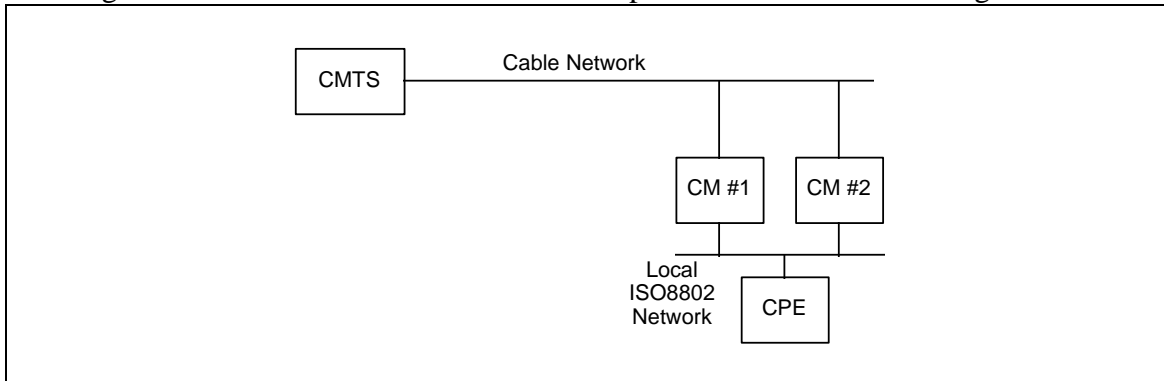 CMTS
Cable Network
CM #1
CM #2
Local
ISO8802
Network
CPE